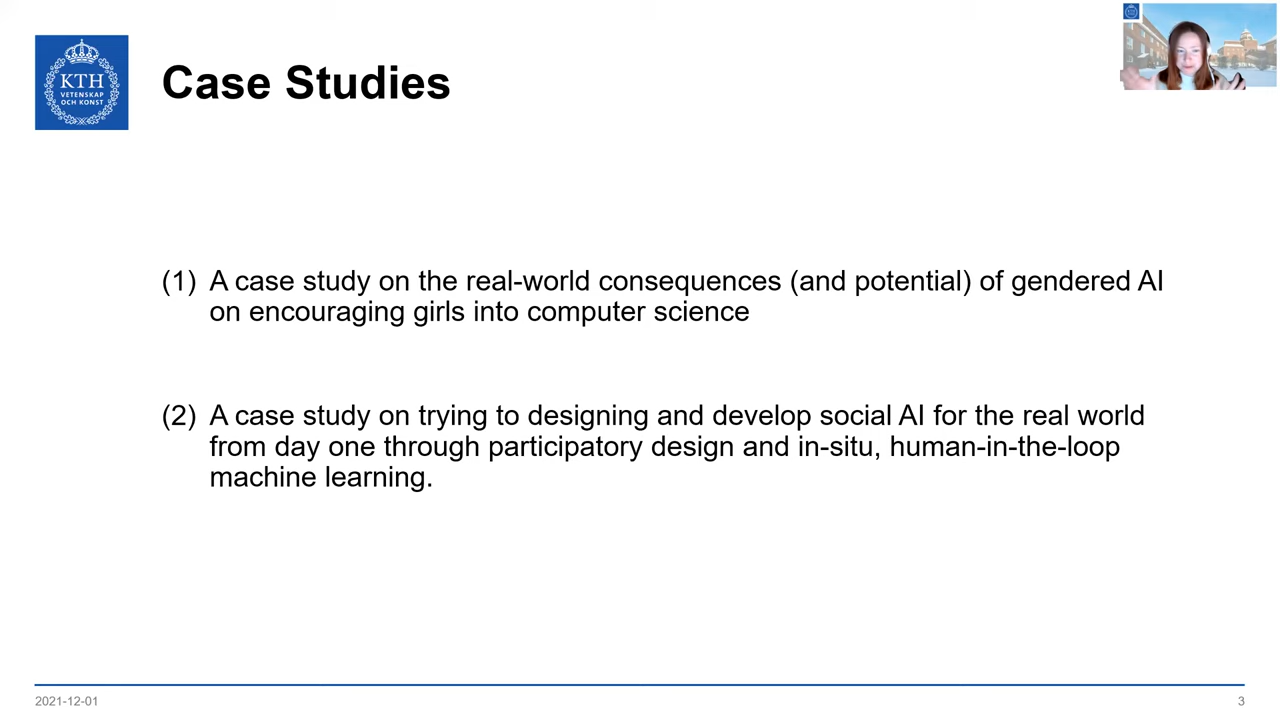 KTH
VETENSKAP
OCH KONST
Case Studies
(1) A case study on the real-world consequences (and potential) of gendered AI
on encouraging girls into computer science
(2) A case study on trying to designing and develop social AI for the real world
from day one through participatory design and in-situ, human-in-the-loop
machine learning.
2021-12-01
3